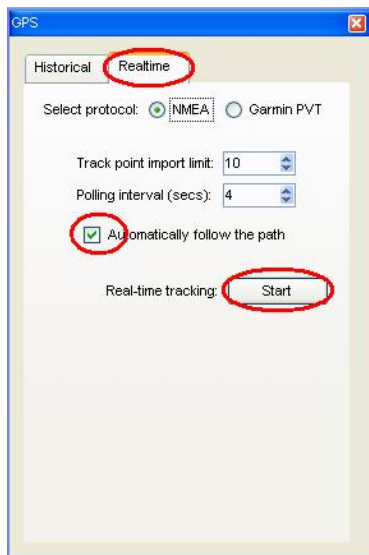 GPS
Historical Realtime
Select protocol: NMEA Garmin PVT
Track point import limit: 10
Polling interval (secs): 4
Automatically follow the path
Real-time tracking: Start